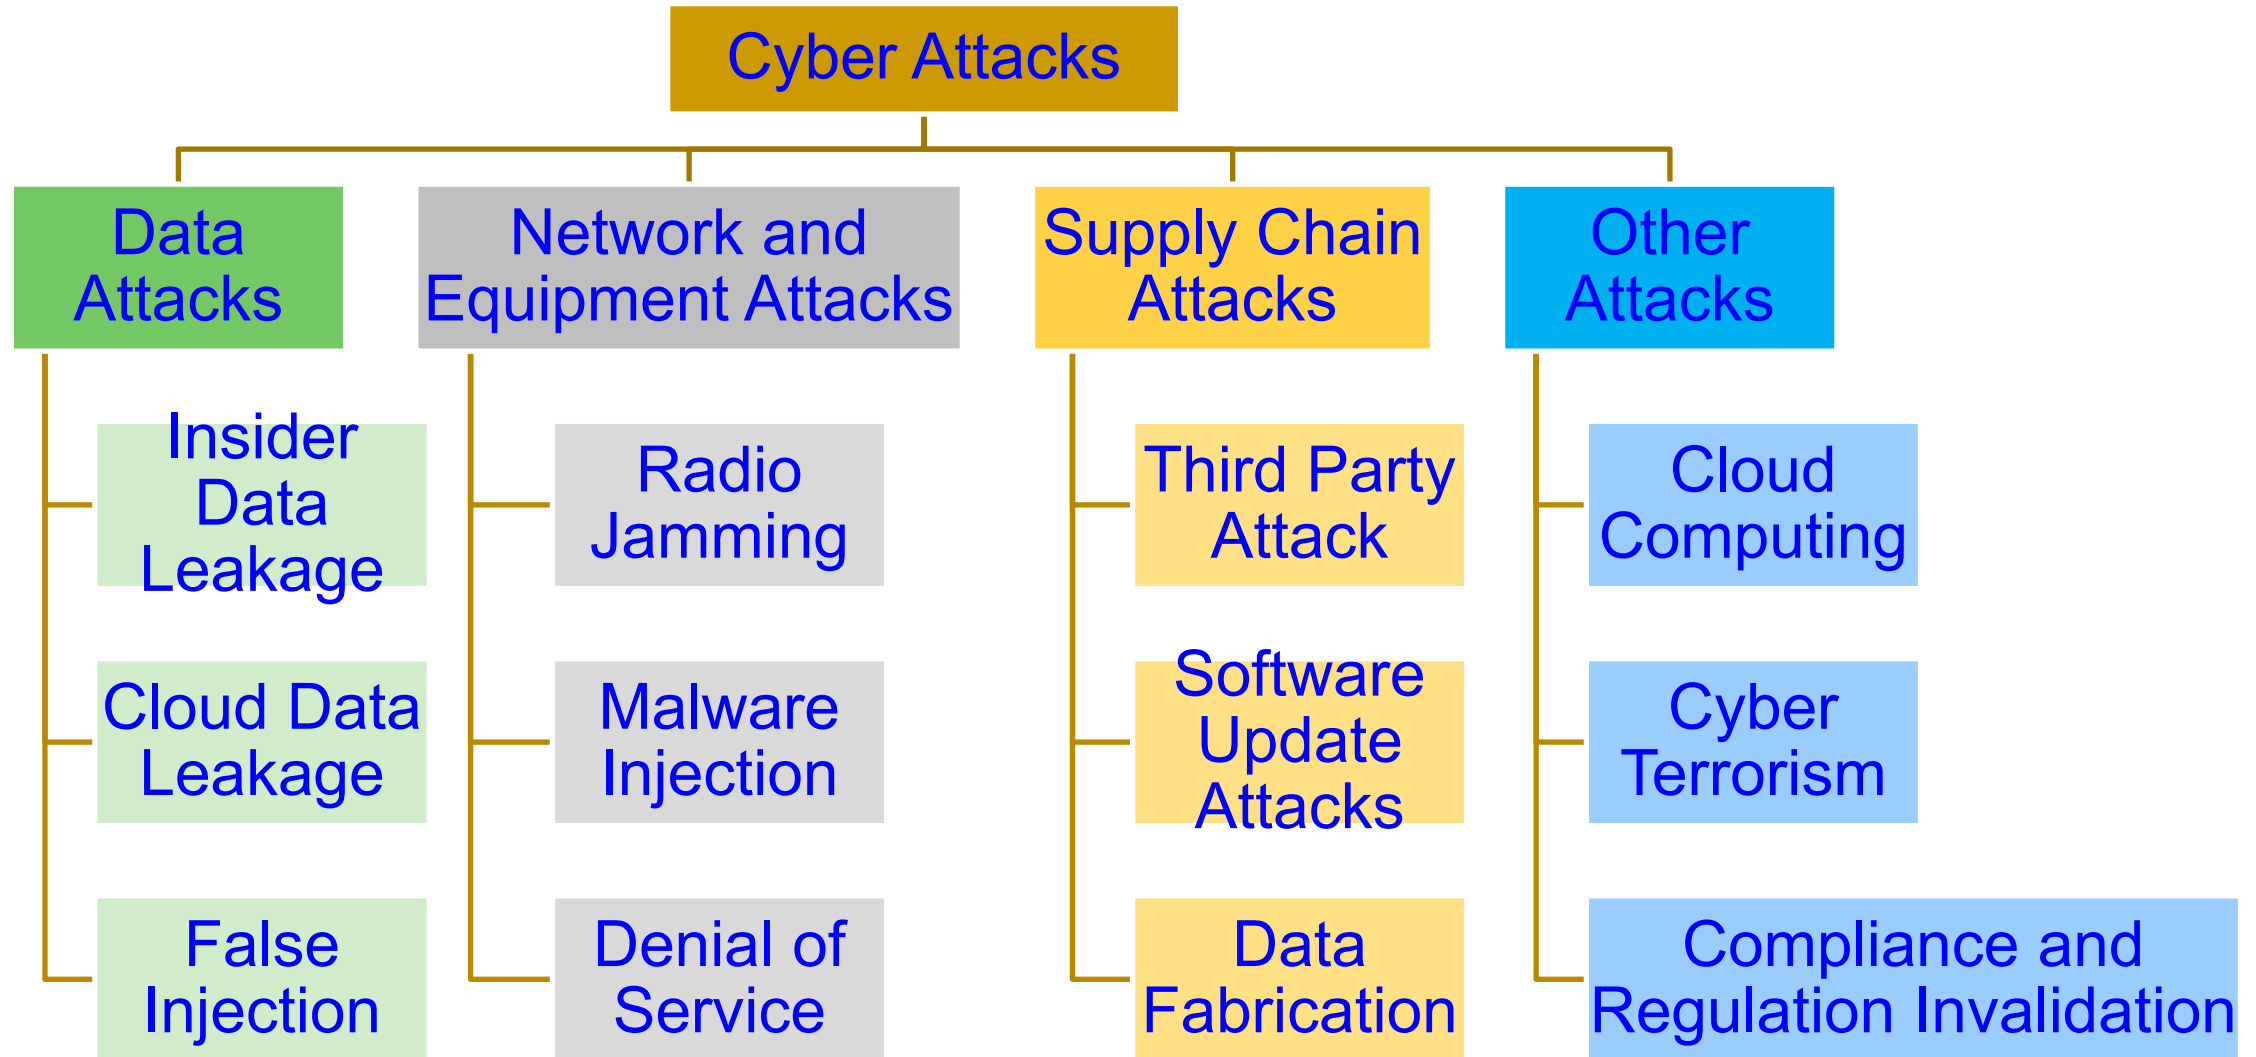 Cyber Attacks
Data
Attacks
Network and
Equipment Attacks
Supply Chain
Attacks
Other
Attacks
Insider
Data
Leakage
Cloud Data
Leakage
False
Injection
Radio
Jamming
Malware
Injection
Denial of
Service
Third Party
Attack
Software
Update
Attacks
Data
Fabrication
Cloud
Computing
Cyber
Terrorism
Compliance and
Regulation Invalidation